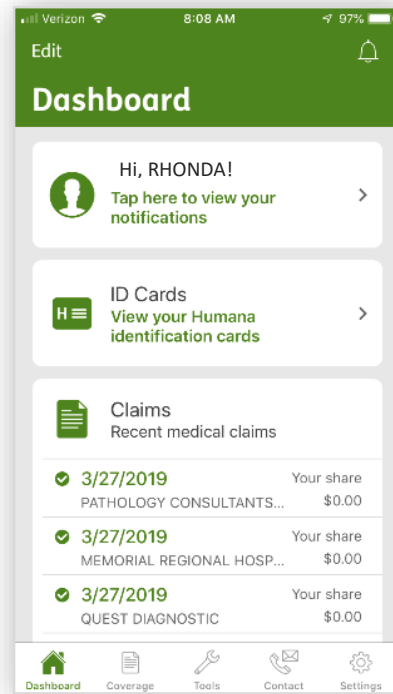 Verizon 8:08 AM 97%
Edit
Dashboard
Hi, RHONDA!
Tap here to view your
notifications
ID Cards
H
View your Humana
identification cards
Claims
Recent medical claims
3/27/2019 Your share
PATHOLOGY CONSULTANTS... $0.00
3/27/2019 Your share
MEMORIAL REGIONAL HOSP... $0.00
3/27/2019 Your share
QUEST DIAGNOSTIC $0.00
Dashboard Coverage Tools Contact Settings